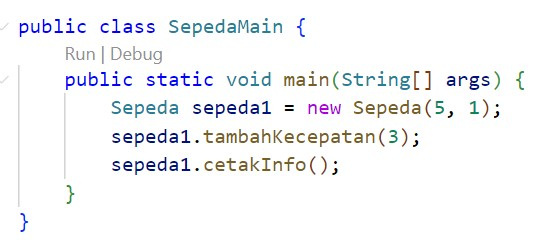 public class SepedaMain {
Run | Debug
public static void main(String[] args) {
Sepeda sepeda1 = new Sepeda(5, 1);
sepeda1.tambahKecepatan(3);
sepeda1.cetakInfo();
}
}